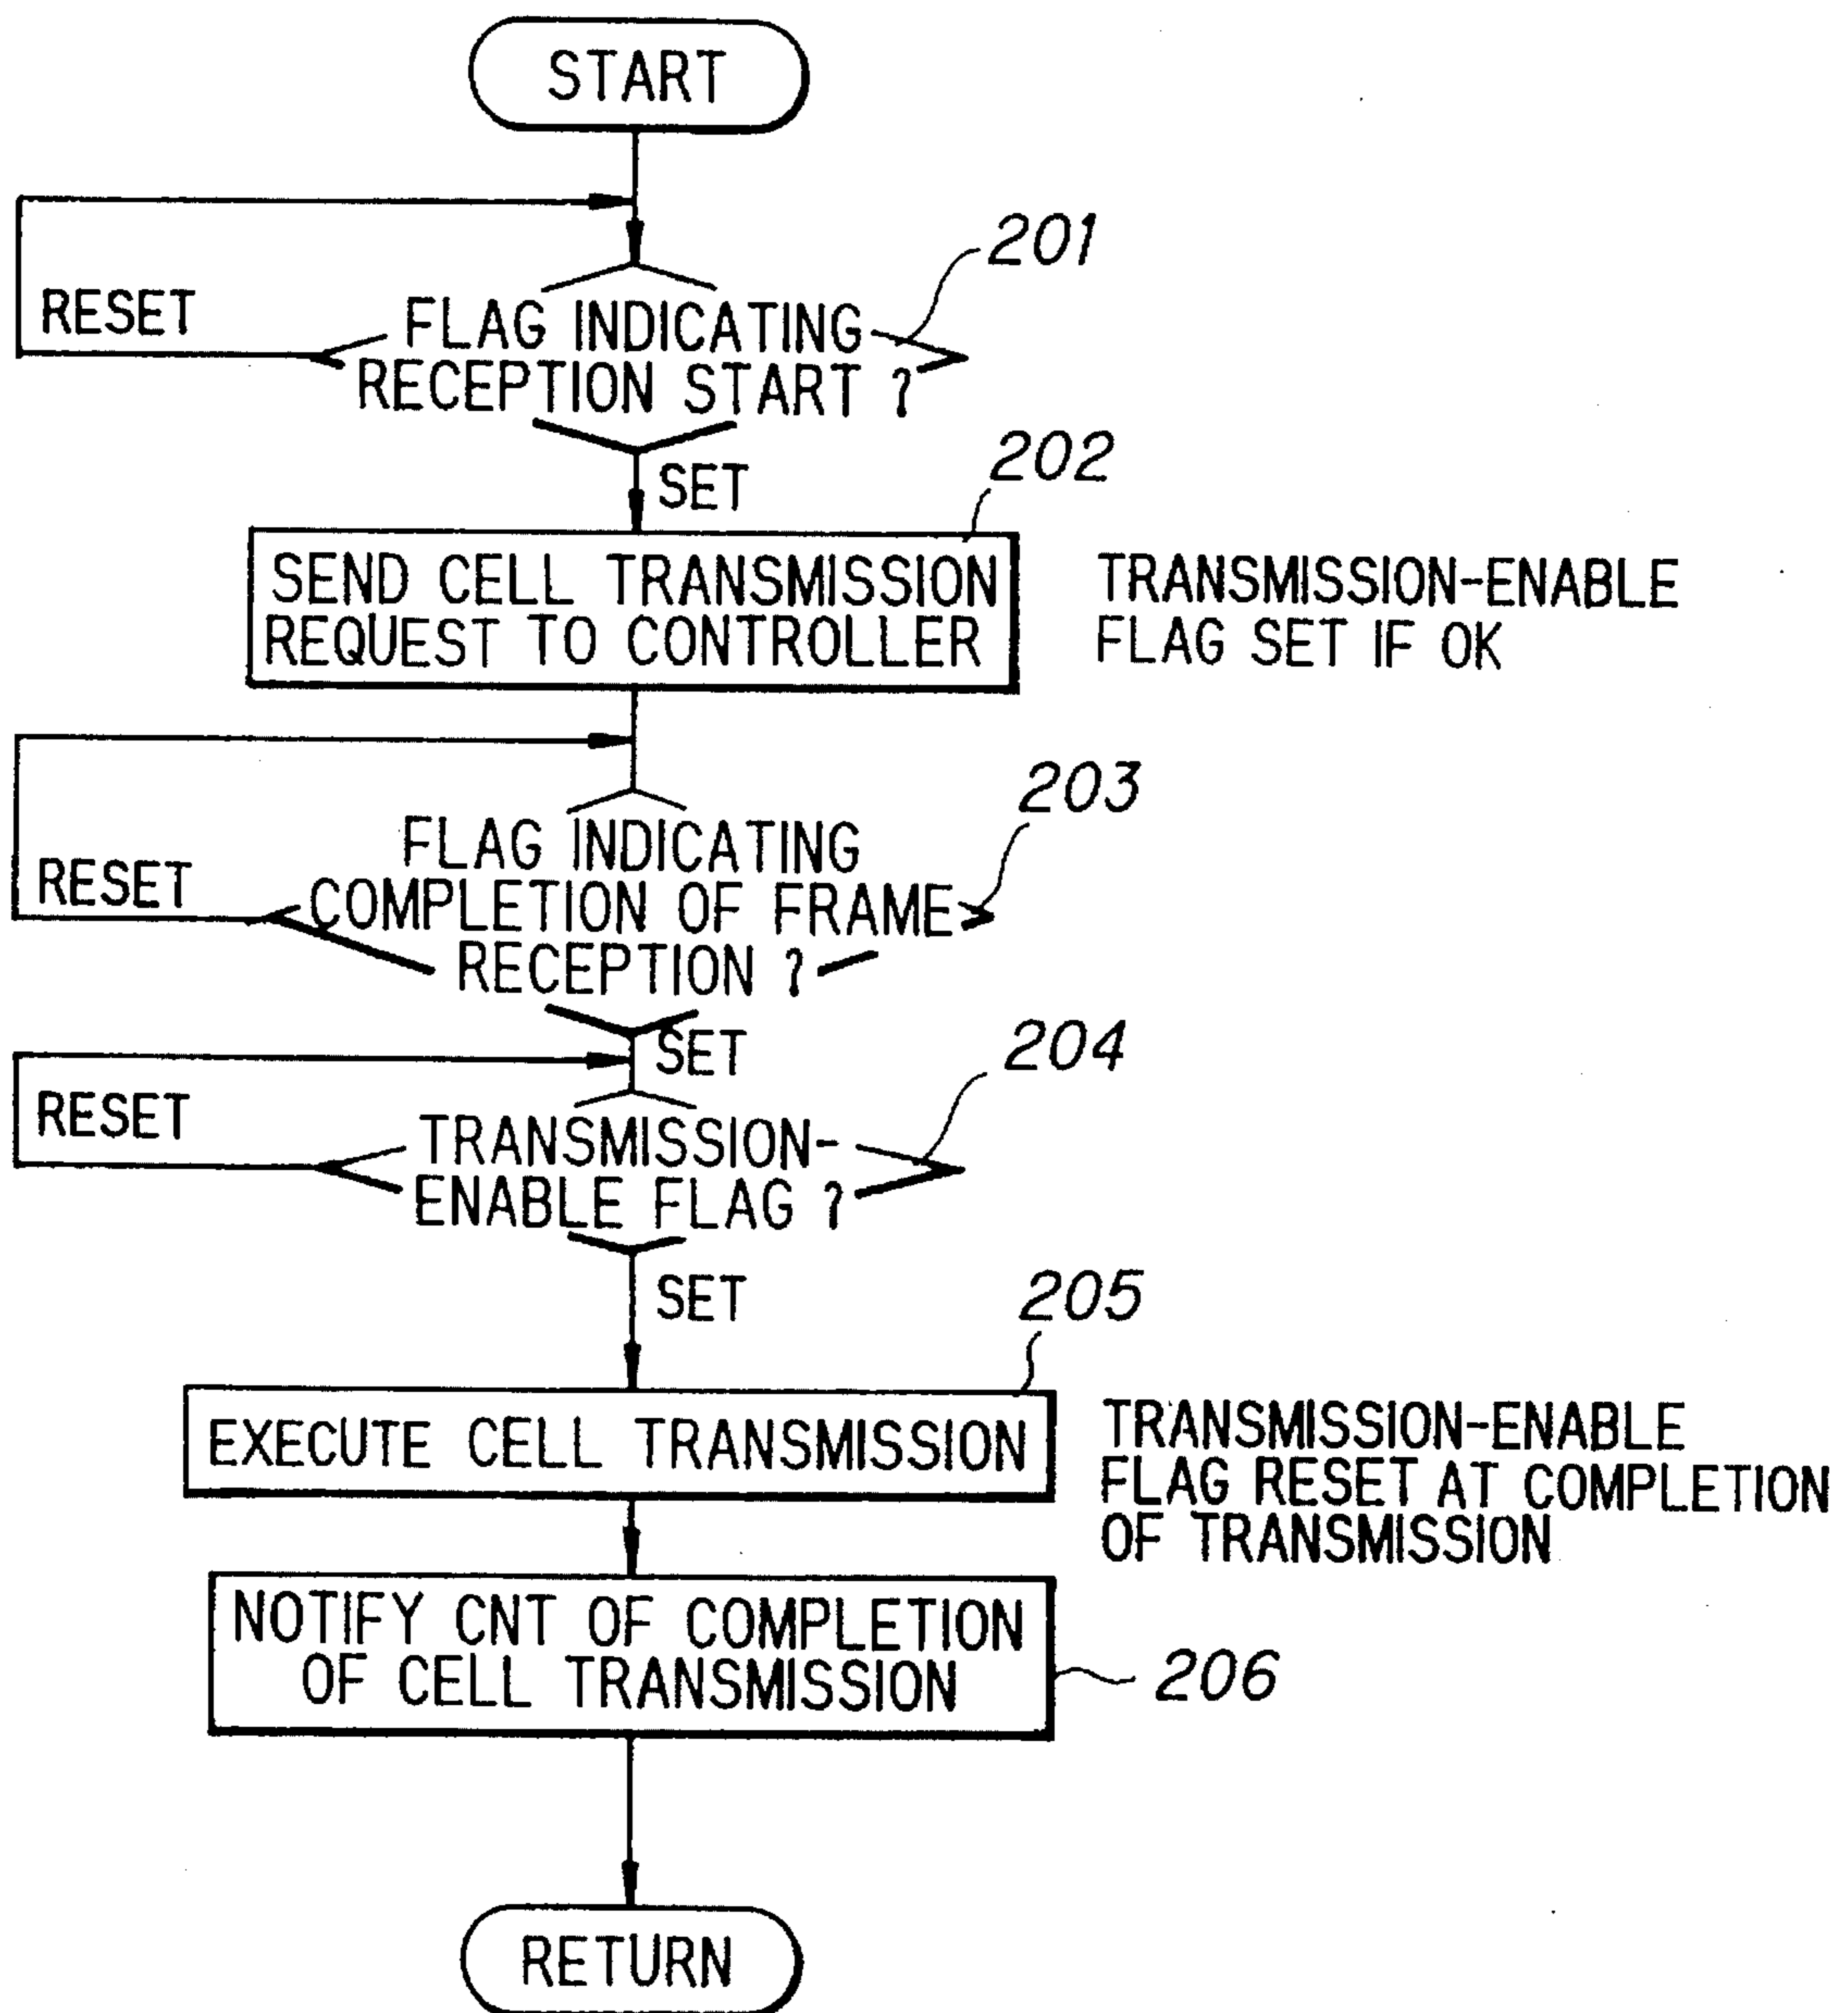 START
201
RESET
FLAG INDICATING
RECEPTION START ?
SET
202
SEND CELL TRANSMISSION
REQUEST TO CONTROLLER
TRANSMISSION-ENABLE
FLAG SET IF OK
203
RESET
FLAG INDICATING
COMPLETION OF FRAME
RECEPTION ?
SET
204
RESET
TRANSMISSION-
ENABLE FLAG ?
SET
205
EXECUTE CELL TRANSMISSION
TRANSMISSION-ENABLE
FLAG RESET AT COMPLETION
OF TRANSMISSION
NOTIFY CNT OF COMPLETION
OF CELL TRANSMISSION
206
RETURN